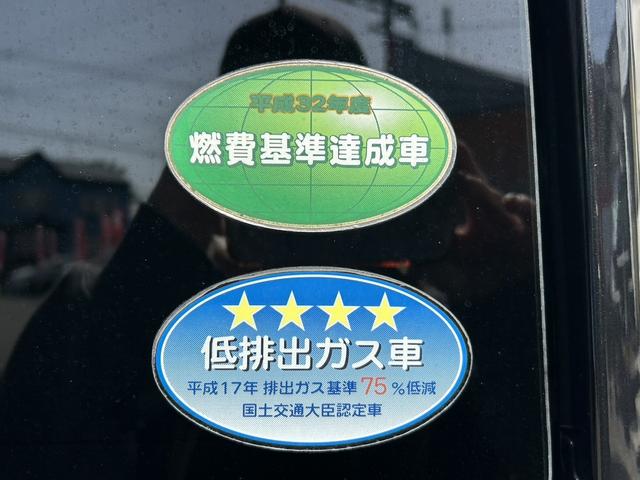 平成32年度
燃費基準達成車
低排出ガス車
平成17年 排出ガス基準75%低減
国土交通大臣認定車